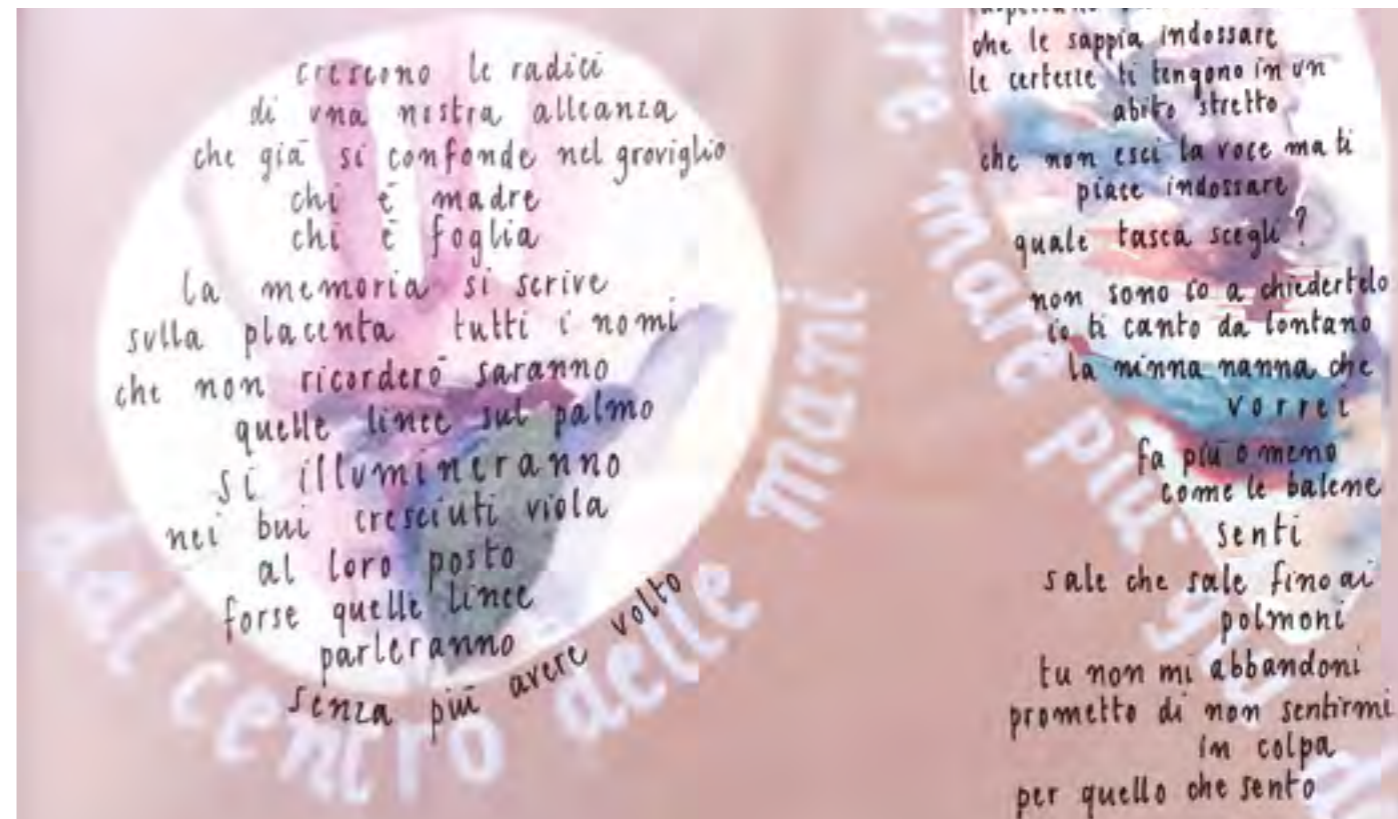 crescono le radici
di una nostra alleanza
che già si confonde nel groviglio
chi è madre
chi è foglia
la memoria si scrive
sulla placenta tutti i nomi
che non ricorderò saranno
quelle linee sul palmo
si illumineranno
nei bui cresciuti viola
al loro posto
forse quelle linee
parleranno
senza più avere volto
dal centro delle mani
che le sappia indossare
le certezze ti tengono in un
abito stretto
che non esci la voce ma ti
piace indossare
quale tasca scegli?
non sono io a chiedertelo
io ti canto da lontano
la ninna nanna che
vorrei
fa più o meno
come le balene
senti
sale che sale fino ai
polmoni
tu non mi abbandoni
prometto di non sentirmi
in colpa
per quello che sento
mare più